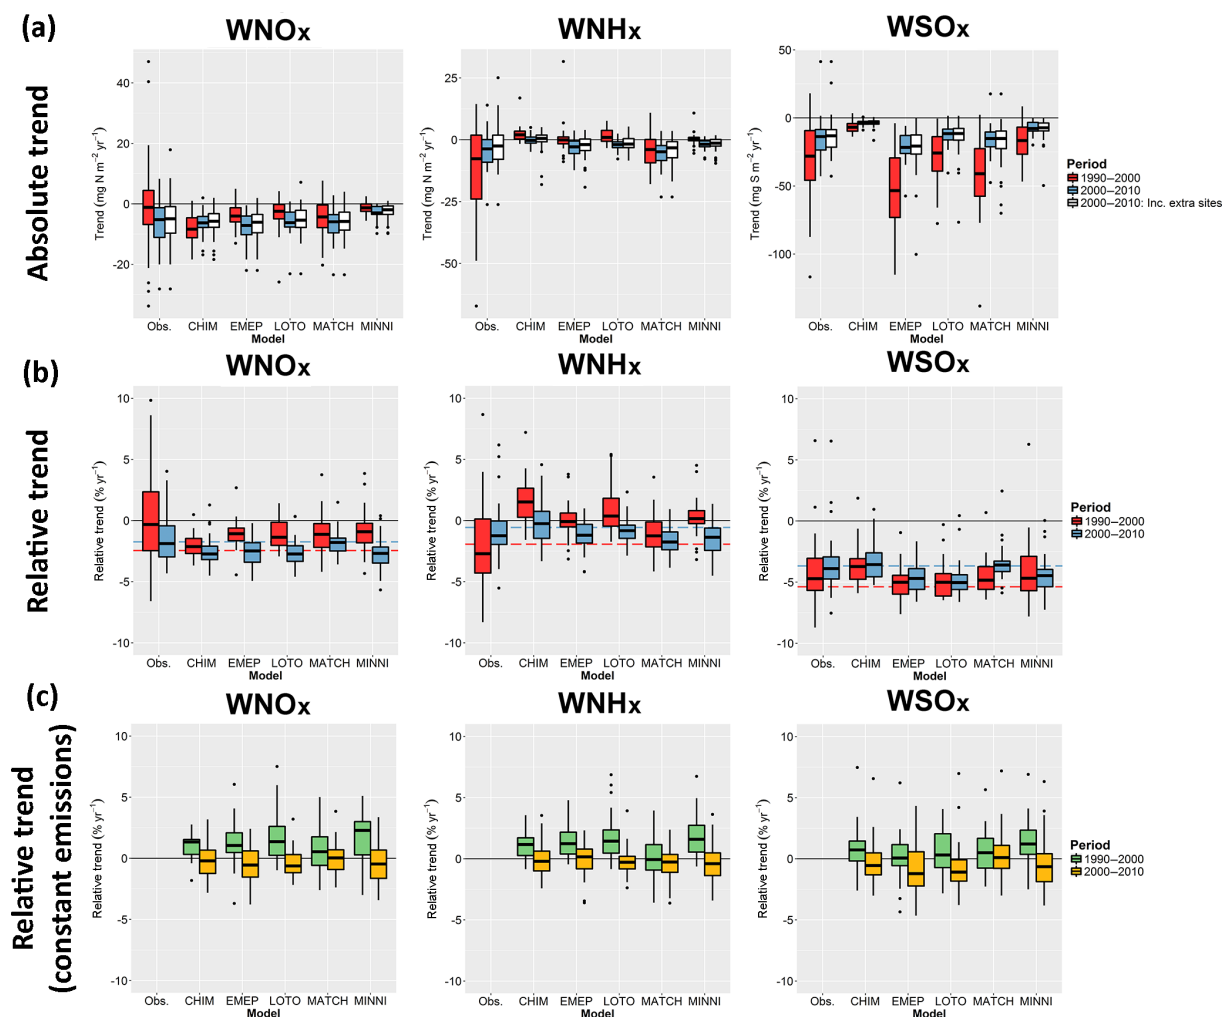 (a)
WNOx
WNHx
WSOx
Absolute trend
Trend (mg N m−2 yr−1)
40
20
0
-20
Obs. CHIM EMEP LOTO MATCH MINNI
Model
Trend (mg N m−2 yr−1)
25
0
-25
-50
Obs. CHIM EMEP LOTO MATCH MINNI
Model
Trend (mg S m−2 yr−1)
50
0
-50
-100
Obs. CHIM EMEP LOTO MATCH MINNI
Model
Period
1990−2000
2000−2010
2000−2010: Inc. extra sites
(b)
WNOx
WNHx
WSOx
Relative trend
Relative trend (% yr−1)
10
5
0
-5
-10
Obs. CHIM EMEP LOTO MATCH MINNI
Model
Relative trend (% yr−1)
10
5
0
-5
-10
Obs. CHIM EMEP LOTO MATCH MINNI
Model
Relative trend (% yr−1)
10
5
0
-5
-10
Obs. CHIM EMEP LOTO MATCH MINNI
Model
Period
1990−2000
2000−2010
(c)
WNOx
WNHx
WSOx
Relative trend
(constant emissions)
Relative trend (% yr−1)
10
5
0
-5
-10
Obs. CHIM EMEP LOTO MATCH MINNI
Model
Relative trend (% yr−1)
10
5
0
-5
-10
Obs. CHIM EMEP LOTO MATCH MINNI
Model
Relative trend (% yr−1)
10
5
0
-5
-10
Obs. CHIM EMEP LOTO MATCH MINNI
Model
Period
1990−2000
2000−2010